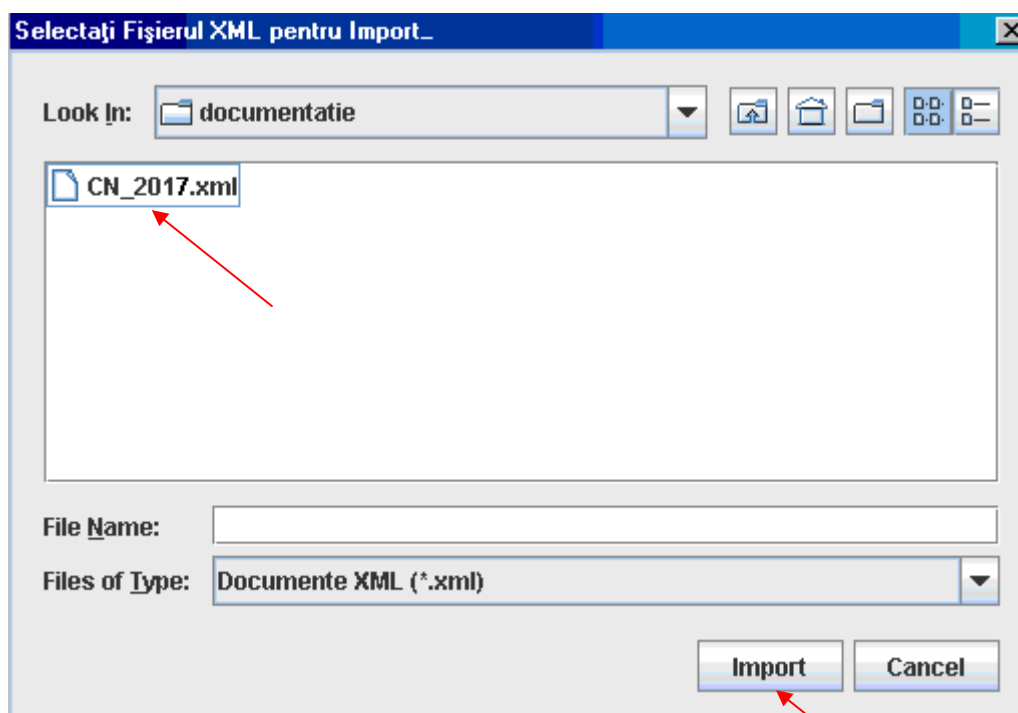 Selectaţi Fişierul XML pentru Import_
Look In: documentatie
CN_2017.xml
File Name:
Files of Type: Documente XML (*.xml)
Import Cancel